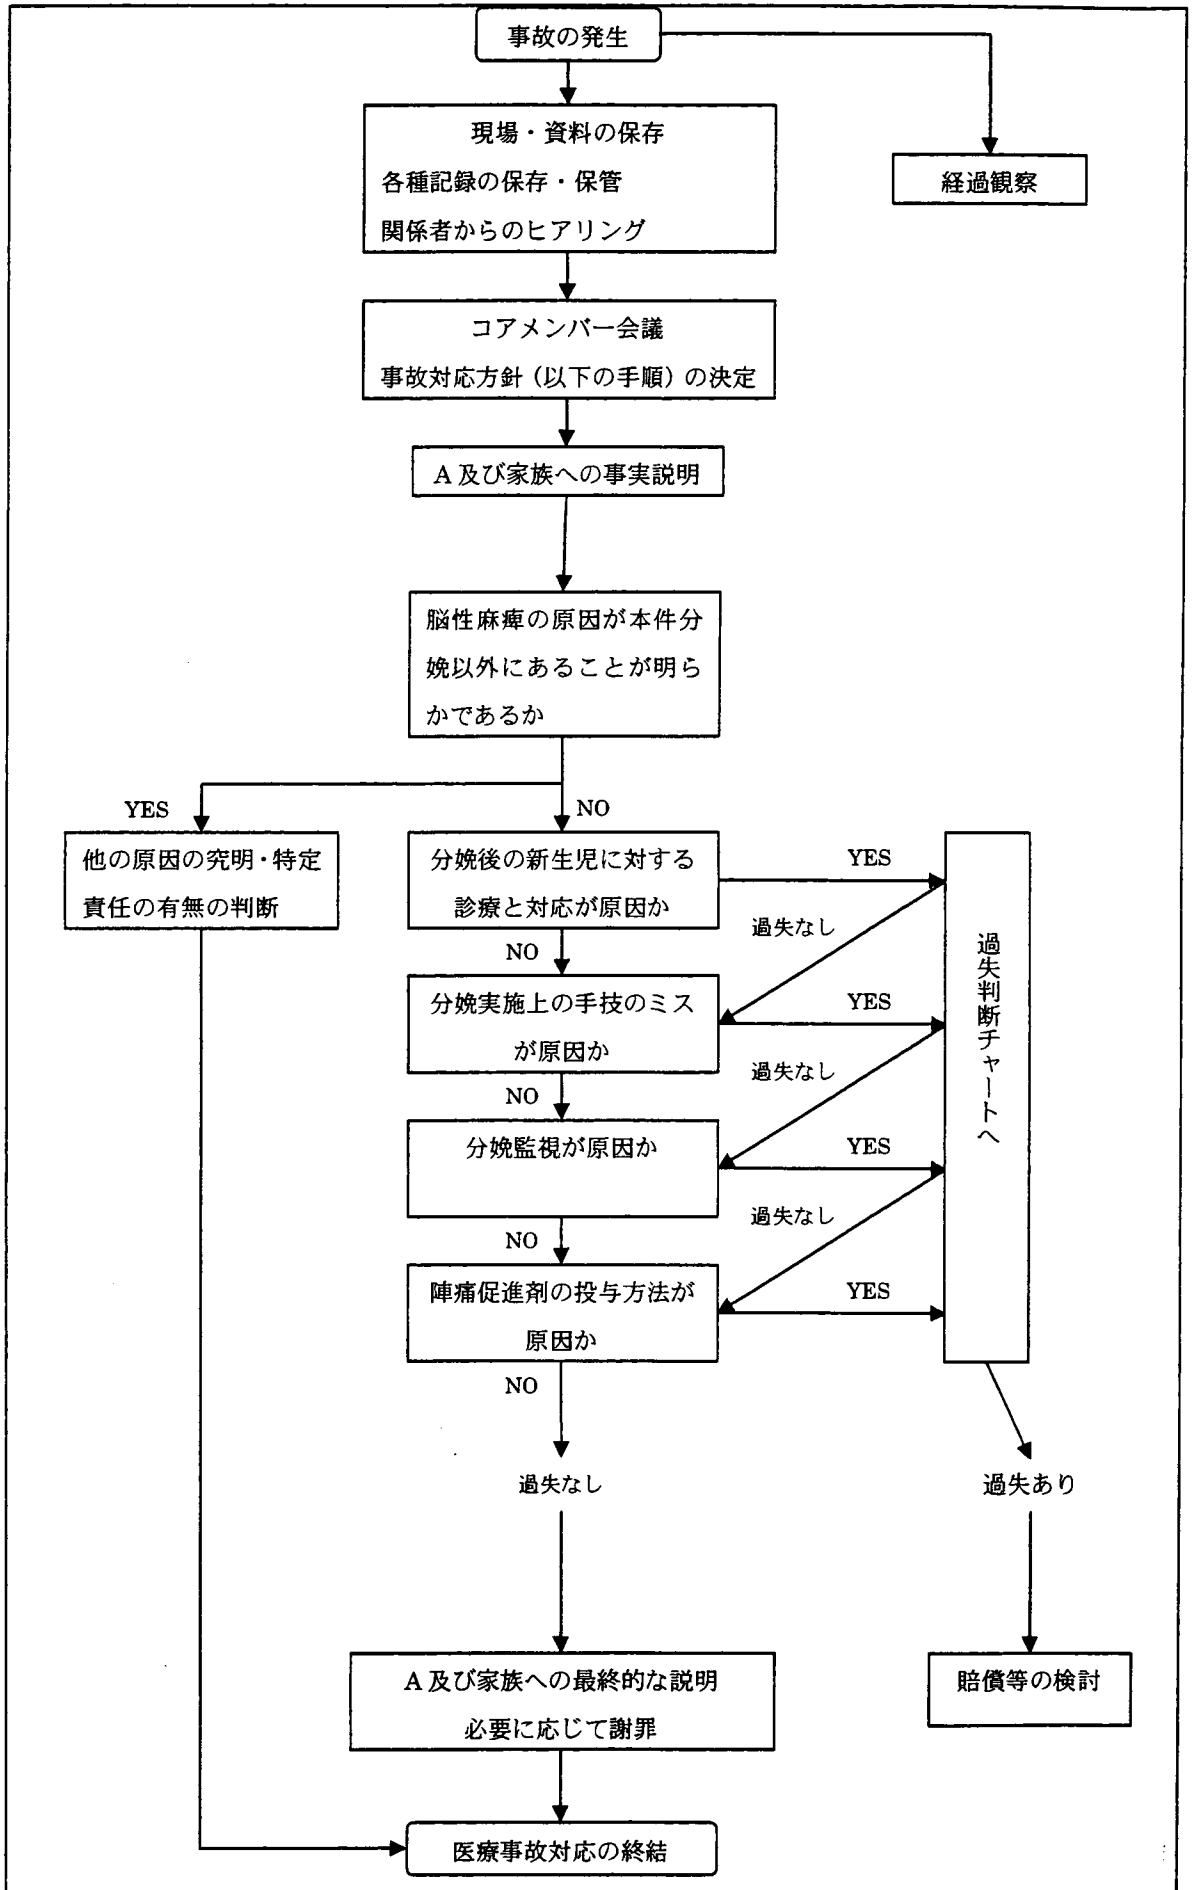 事故の発生
現場・資料の保存
各種記録の保存・保管
関係者からのヒアリング
経過観察
コアメンバー会議
事故対応方針（以下の手順）の決定
A 及び家族への事実説明
脳性麻痺の原因が本件分
娩以外にあることが明ら
かであるか
YES
NO
他の原因の究明・特定
責任の有無の判断
分娩後の新生児に対する
診療と対応が原因か
YES
過失なし
過失判断チャートへ
NO
分娩実施上の手技のミス
が原因か
YES
過失なし
NO
分娩監視が原因か
YES
過失なし
NO
陣痛促進剤の投与方法が
原因か
YES
NO
過失なし
過失あり
A 及び家族への最終的な説明
必要に応じて謝罪
賠償等の検討
医療事故対応の終結